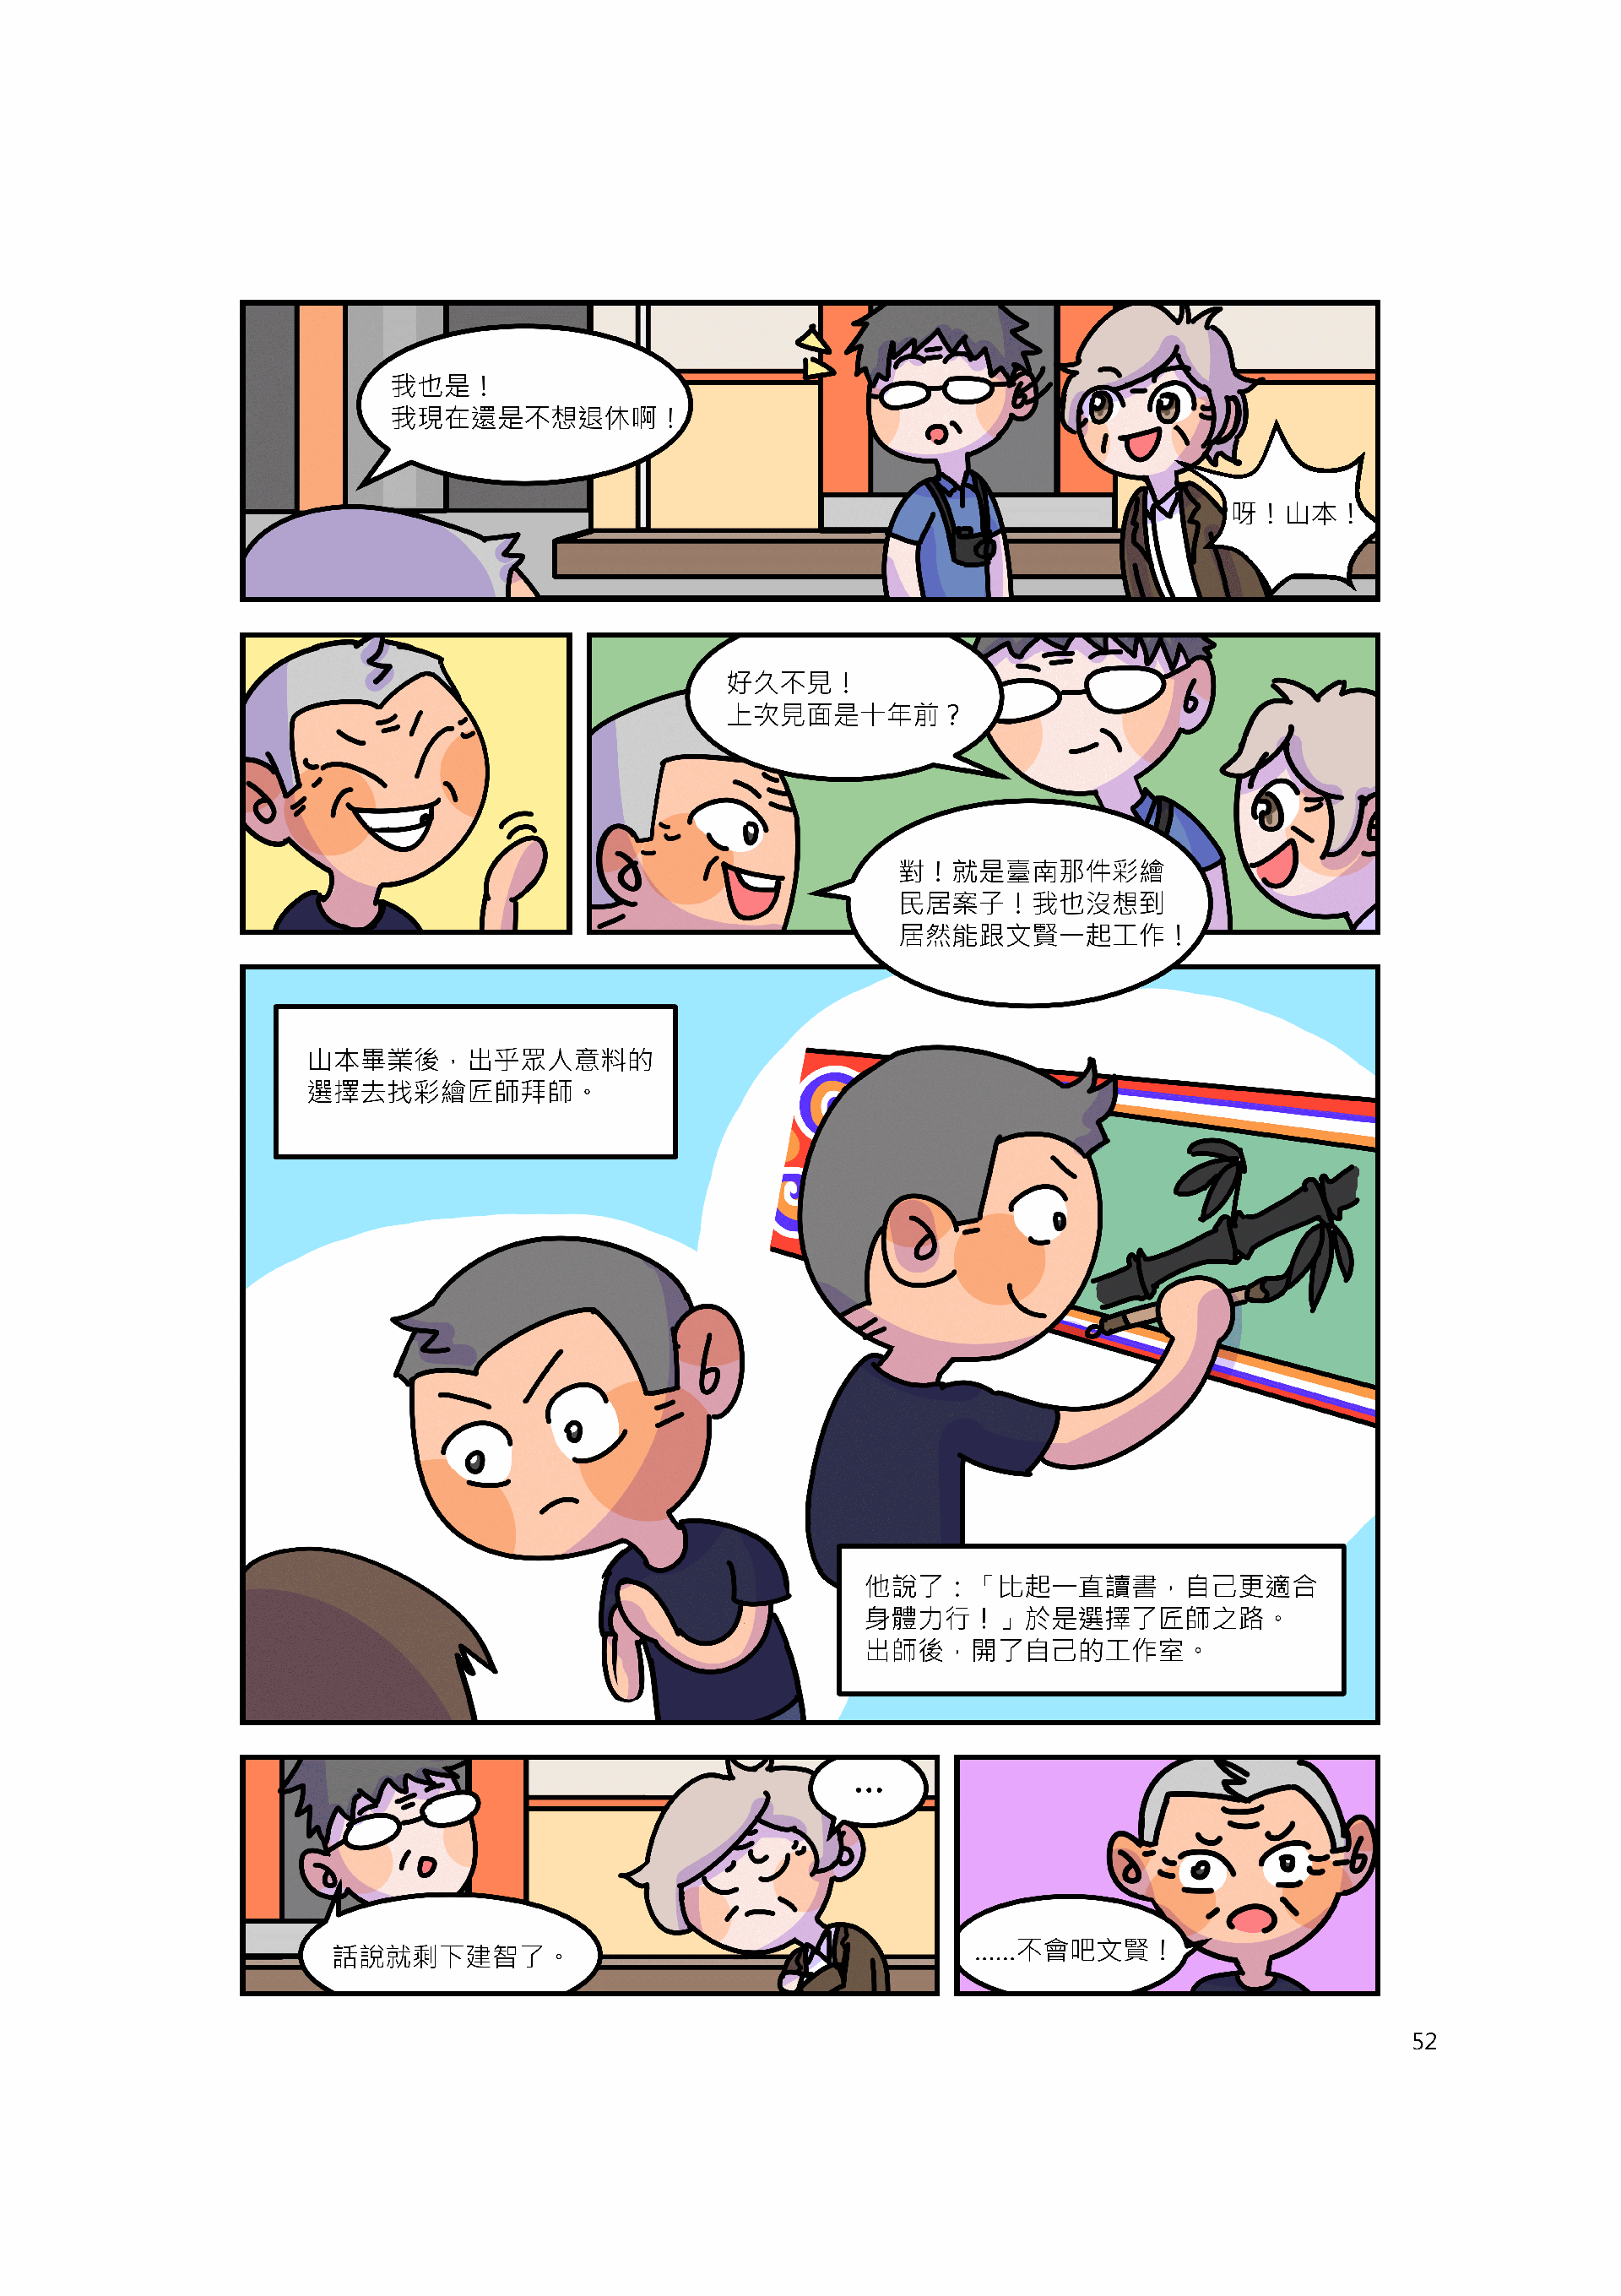 我也是！
我現在還是不想退休啊！
呀！山本！
好久不見！
上次見面是十年前？
對！就是臺南那件彩繪
民居案子！我也沒想到
居然能跟文賢一起工作！
山本畢業後，出乎眾人意料的
選擇去找彩繪匠師拜師。
他說了：「比起一直讀書，自己更適合
身體力行！」於是選擇了匠師之路。
出師後，開了自己的工作室。
...
話說就剩下建智了。
......不會吧文賢！
52